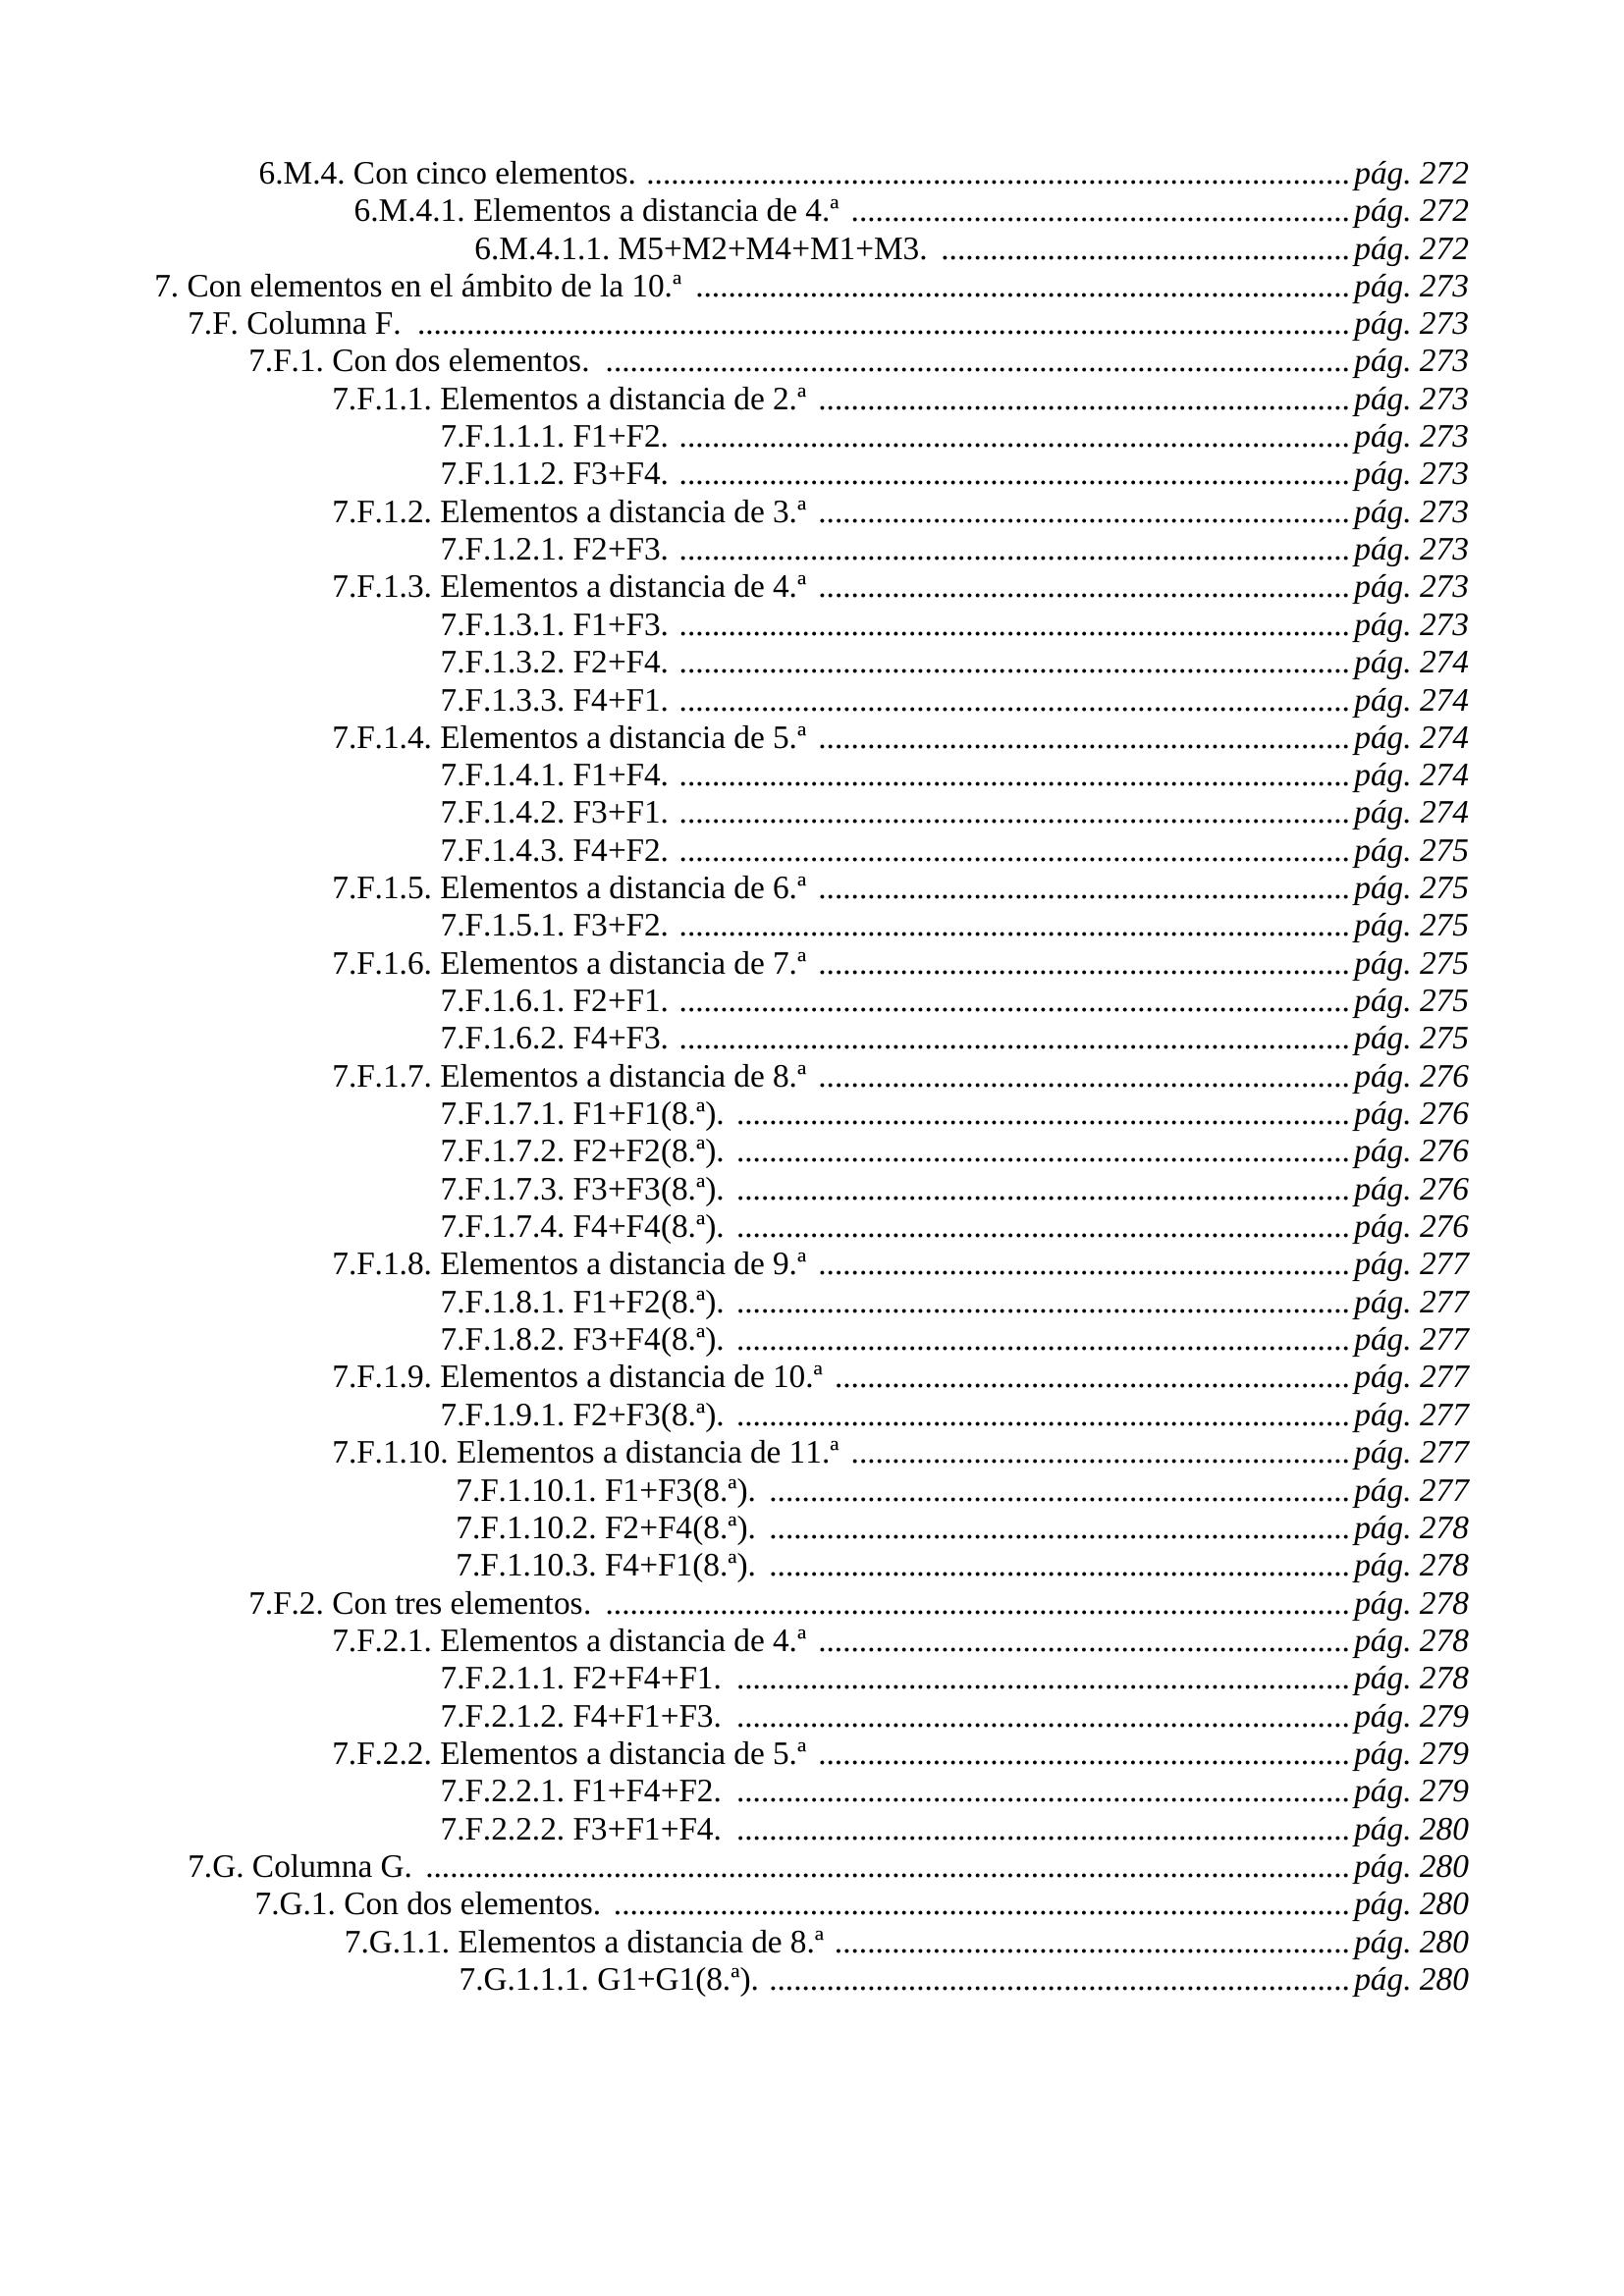 6.M.4. Con cinco elementos. ........ pág. 272
6.M.4.1. Elementos a distancia de 4.ª ........ pág. 272
6.M.4.1.1. M5+M2+M4+M1+M3. ........ pág. 272
7. Con elementos en el ámbito de la 10.ª ........ pág. 273
7.F. Columna F. ........ pág. 273
7.F.1. Con dos elementos. ........ pág. 273
7.F.1.1. Elementos a distancia de 2.ª ........ pág. 273
7.F.1.1.1. F1+F2. ........ pág. 273
7.F.1.1.2. F3+F4. ........ pág. 273
7.F.1.2. Elementos a distancia de 3.ª ........ pág. 273
7.F.1.2.1. F2+F3. ........ pág. 273
7.F.1.3. Elementos a distancia de 4.ª ........ pág. 273
7.F.1.3.1. F1+F3. ........ pág. 273
7.F.1.3.2. F2+F4. ........ pág. 274
7.F.1.3.3. F4+F1. ........ pág. 274
7.F.1.4. Elementos a distancia de 5.ª ........ pág. 274
7.F.1.4.1. F1+F4. ........ pág. 274
7.F.1.4.2. F3+F1. ........ pág. 274
7.F.1.4.3. F4+F2. ........ pág. 275
7.F.1.5. Elementos a distancia de 6.ª ........ pág. 275
7.F.1.5.1. F3+F2. ........ pág. 275
7.F.1.6. Elementos a distancia de 7.ª ........ pág. 275
7.F.1.6.1. F2+F1. ........ pág. 275
7.F.1.6.2. F4+F3. ........ pág. 275
7.F.1.7. Elementos a distancia de 8.ª ........ pág. 276
7.F.1.7.1. F1+F1(8.ª). ........ pág. 276
7.F.1.7.2. F2+F2(8.ª). ........ pág. 276
7.F.1.7.3. F3+F3(8.ª). ........ pág. 276
7.F.1.7.4. F4+F4(8.ª). ........ pág. 276
7.F.1.8. Elementos a distancia de 9.ª ........ pág. 277
7.F.1.8.1. F1+F2(8.ª). ........ pág. 277
7.F.1.8.2. F3+F4(8.ª). ........ pág. 277
7.F.1.9. Elementos a distancia de 10.ª ........ pág. 277
7.F.1.9.1. F2+F3(8.ª). ........ pág. 277
7.F.1.10. Elementos a distancia de 11.ª ........ pág. 277
7.F.1.10.1. F1+F3(8.ª). ........ pág. 277
7.F.1.10.2. F2+F4(8.ª). ........ pág. 278
7.F.1.10.3. F4+F1(8.ª). ........ pág. 278
7.F.2. Con tres elementos. ........ pág. 278
7.F.2.1. Elementos a distancia de 4.ª ........ pág. 278
7.F.2.1.1. F2+F4+F1. ........ pág. 278
7.F.2.1.2. F4+F1+F3. ........ pág. 279
7.F.2.2. Elementos a distancia de 5.ª ........ pág. 279
7.F.2.2.1. F1+F4+F2. ........ pág. 279
7.F.2.2.2. F3+F1+F4. ........ pág. 280
7.G. Columna G. ........ pág. 280
7.G.1. Con dos elementos. ........ pág. 280
7.G.1.1. Elementos a distancia de 8.ª ........ pág. 280
7.G.1.1.1. G1+G1(8.ª). ........ pág. 280